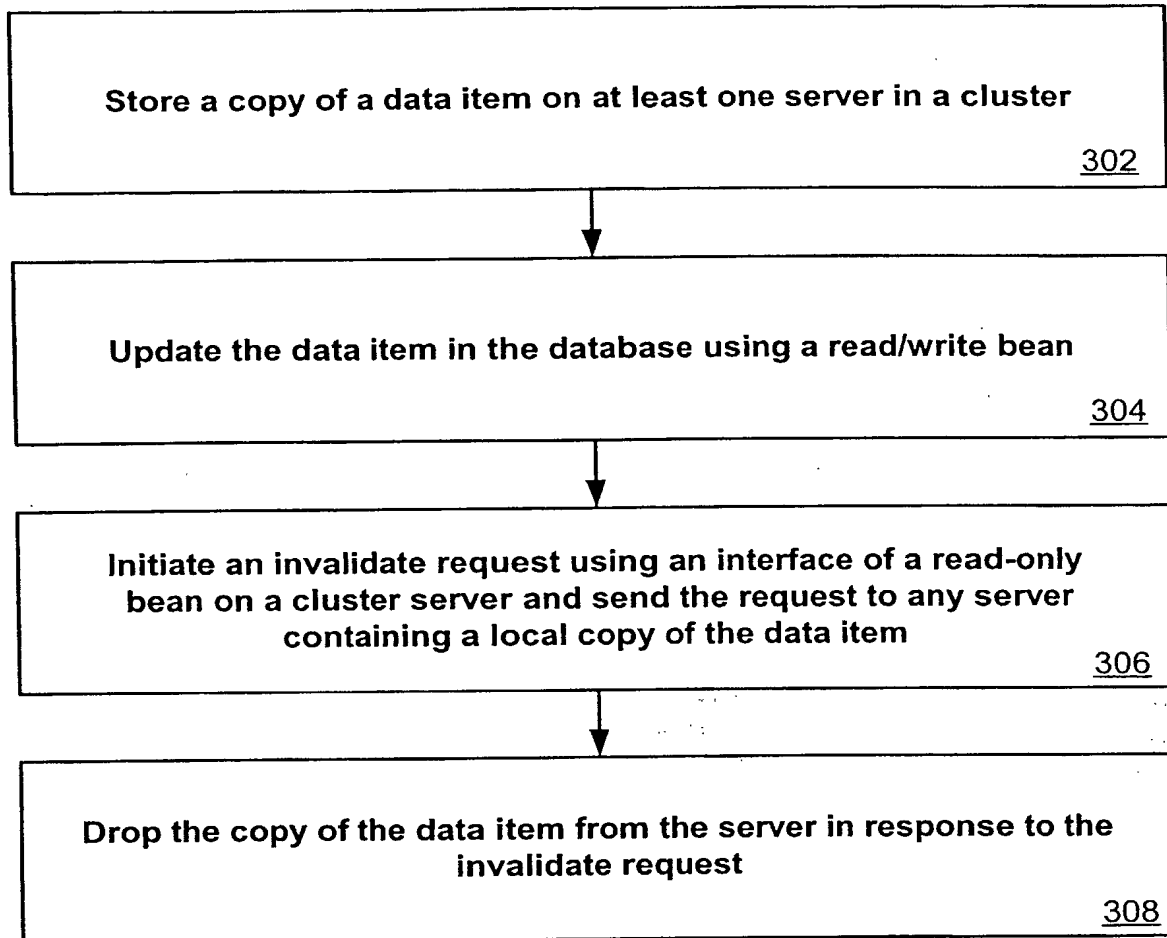 Store a copy of a data item on at least one server in a cluster
302
Update the data item in the database using a read/write bean
304
Initiate an invalidate request using an interface of a read-only
bean on a cluster server and send the request to any server
containing a local copy of the data item
306
Drop the copy of the data item from the server in response to the
invalidate request
308